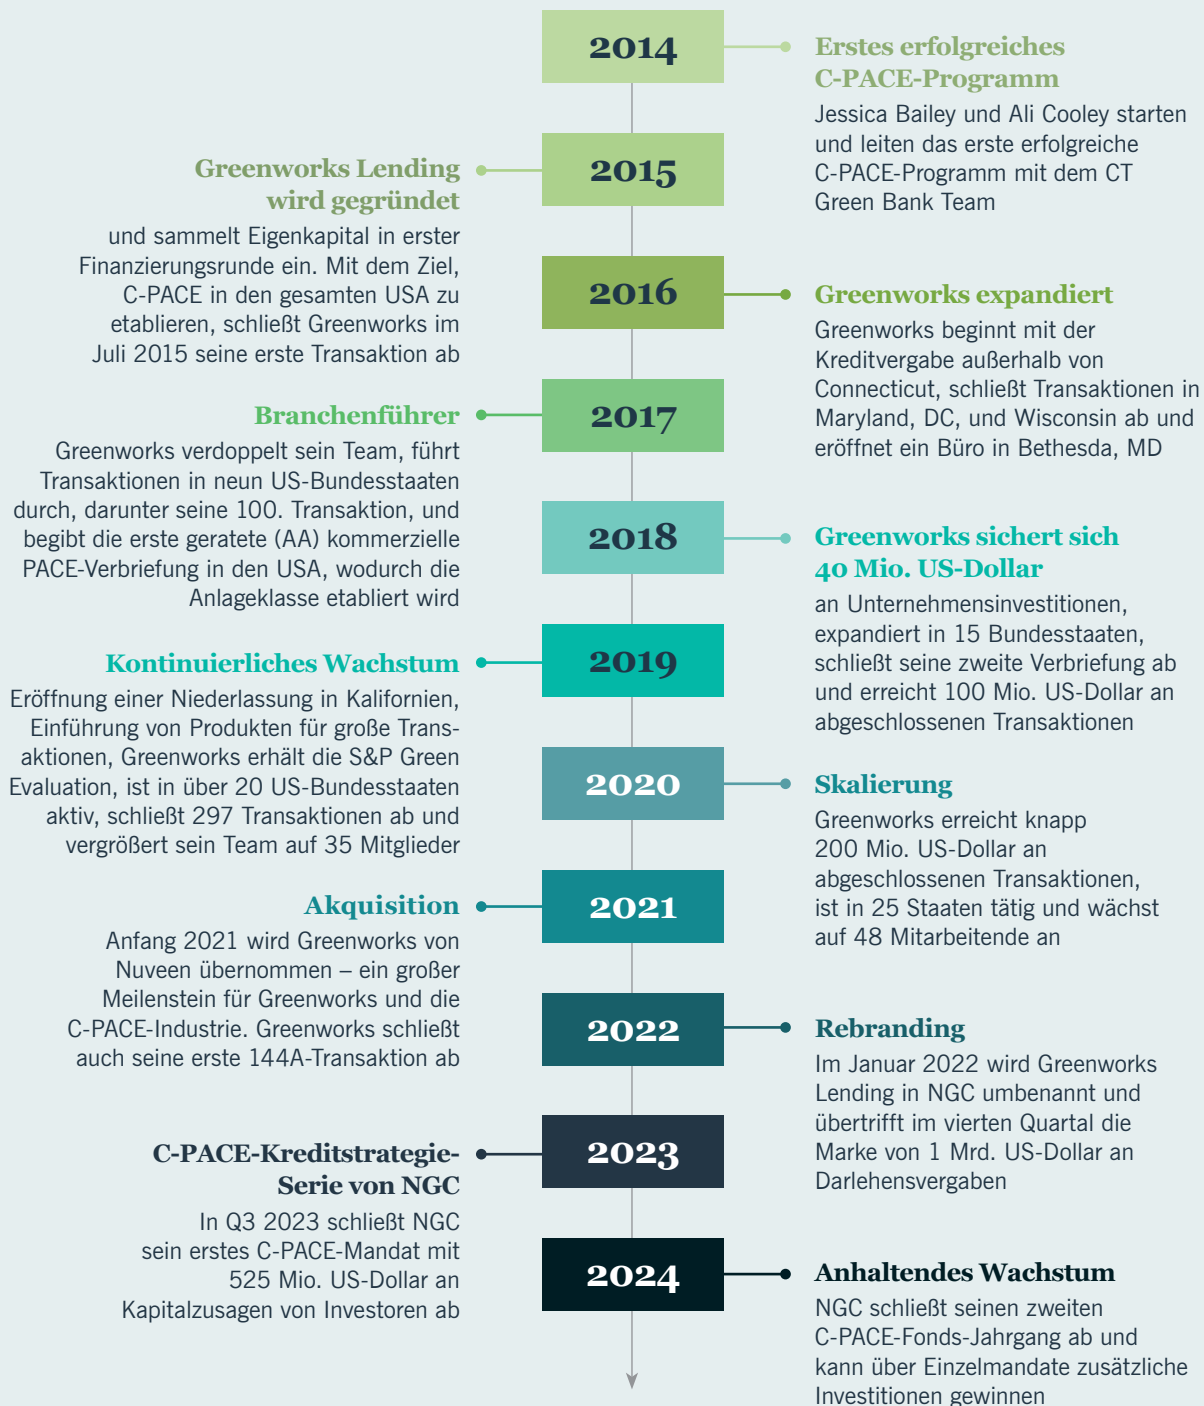 2014
Erstes erfolgreiches
C-PACE-Programm
Jessica Bailey und Ali Cooley starten
und leiten das erste erfolgreiche
C-PACE-Programm mit dem CT
Green Bank Team
2015
Greenworks Lending
wird gegründet
und sammelt Eigenkapital in erster
Finanzierungsrunde ein. Mit dem Ziel,
C-PACE in den gesamten USA zu
etablieren, schließt Greenworks im
Juli 2015 seine erste Transaktion ab
2016
Greenworks expandiert
Greenworks beginnt mit der
Kreditvergabe außerhalb von
Connecticut, schließt Transaktionen in
Maryland, DC, und Wisconsin ab und
eröffnet ein Büro in Bethesda, MD
2017
Branchenführer
Greenworks verdoppelt sein Team, führt
Transaktionen in neun US-Bundesstaaten
durch, darunter seine 100. Transaktion, und
begibt die erste geratete (AA) kommerzielle
PACE-Verbriefung in den USA, wodurch die
Anlageklasse etabliert wird
2018
Greenworks sichert sich
40 Mio. US-Dollar
an Unternehmensinvestitionen,
expandiert in 15 Bundesstaaten,
schließt seine zweite Verbriefung ab
und erreicht 100 Mio. US-Dollar an
abgeschlossenen Transaktionen
2019
Kontinuierliches Wachstum
Eröffnung einer Niederlassung in Kalifornien,
Einführung von Produkten für große Trans-
aktionen, Greenworks erhält die S&P Green
Evaluation, ist in über 20 US-Bundesstaaten
aktiv, schließt 297 Transaktionen ab und
vergrößert sein Team auf 35 Mitglieder
2020
Skalierung
Greenworks erreicht knapp
200 Mio. US-Dollar an
abgeschlossenen Transaktionen,
ist in 25 Staaten tätig und wächst
auf 48 Mitarbeitende an
2021
Akquisition
Anfang 2021 wird Greenworks von
Nuveen übernommen – ein großer
Meilenstein für Greenworks und die
C-PACE-Industrie. Greenworks schließt
auch seine erste 144A-Transaktion ab
2022
Rebranding
Im Januar 2022 wird Greenworks
Lending in NGC umbenannt und
übertrifft im vierten Quartal die
Marke von 1 Mrd. US-Dollar an
Darlehensvergaben
2023
C-PACE-Kreditstrategie-
Serie von NGC
In Q3 2023 schließt NGC
sein erstes C-PACE-Mandat mit
525 Mio. US-Dollar an
Kapitalzusagen von Investoren ab
2024
Anhaltendes Wachstum
NGC schließt seinen zweiten
C-PACE-Fonds-Jahrgang ab und
kann über Einzelmandate zusätzliche
Investitionen gewinnen